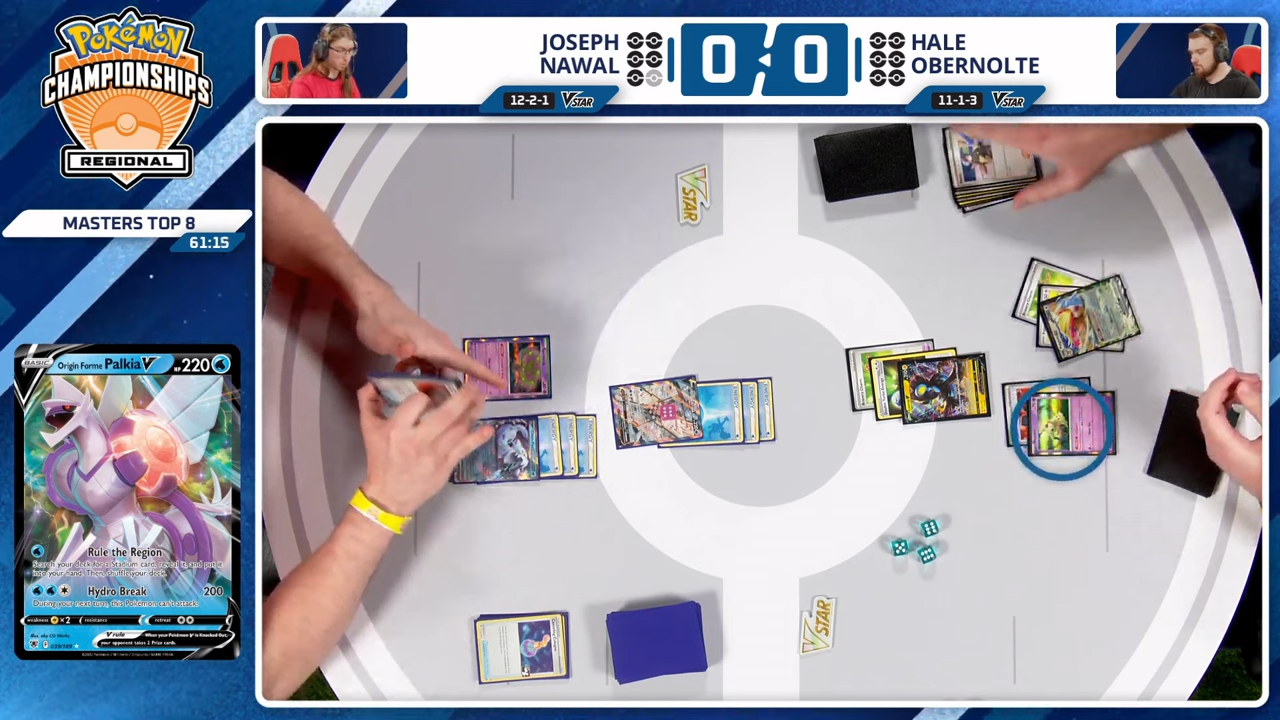 Pokémon
CHAMPIONSHIPS
REGIONAL
MASTERS TOP 8
61:15
JOSEPH
NAWAL
0 0
HALE
OBERNOLTE
12-2-1 VSTAR
11-1-3 VSTAR
VSTAR
VSTAR
BASIC Origin Forme Palkia V HP 220
Rule the Region
Search your deck for a Stadium card, reveal it, and put it
into your hand. Then, shuffle your deck.
Hydro Break 200
During your next turn, this Pokémon can't attack.
weakness ×2 resistance retreat
V rule When your Pokémon V is Knocked Out,
your opponent takes 2 Prize cards.